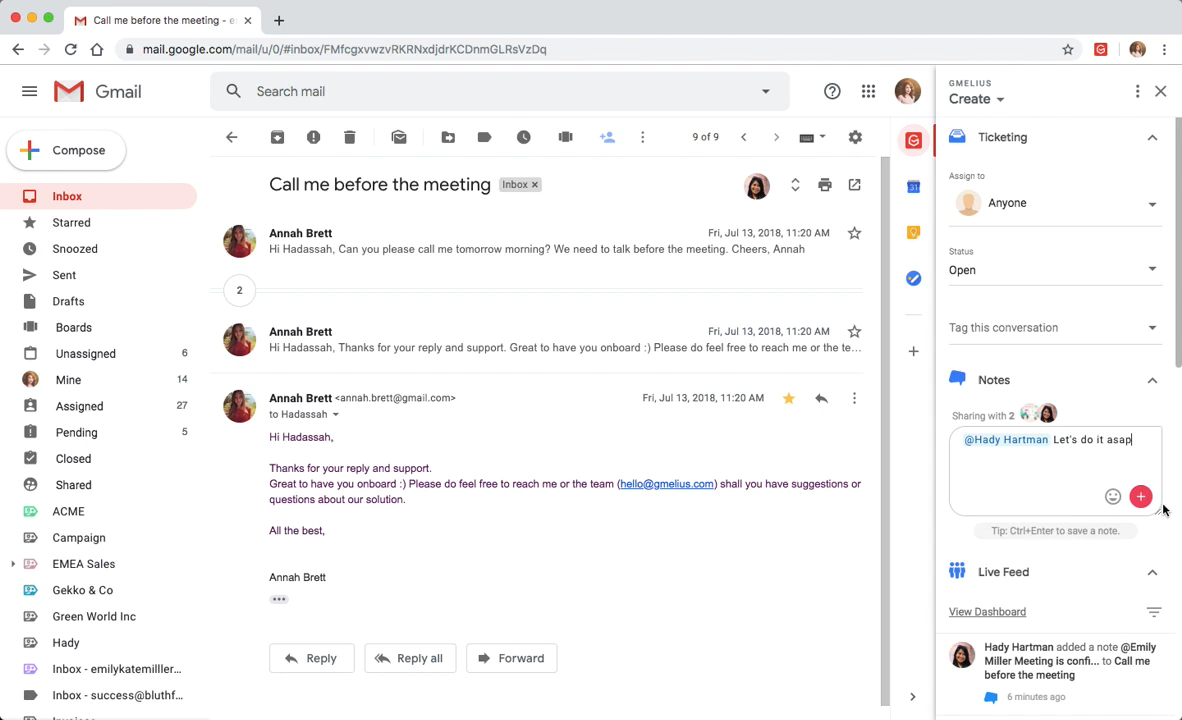 Call me before the meeting - e
mail.google.com/mail/u/0/#inbox/FMfcgxvwzvRKRNxdjdrKCDnmGLRsVzDq
Gmail
Search mail
GMELIUS
Create
Compose
9 of 9
Ticketing
Call me before the meeting
Inbox
Assign to
Anyone
Inbox
Starred
Snoozed
Sent
Drafts
Boards
Unassigned 6
Mine 14
Assigned 27
Pending 5
Closed
Shared
ACME
Campaign
EMEA Sales
Gekko & Co
Green World Inc
Hady
Inbox - emilykatemilller...
Inbox - success@bluthf...
Annah Brett Fri, Jul 13, 2018, 11:20 AM
Hi Hadassah, Can you please call me tomorrow morning? We need to talk before the meeting. Cheers, Annah
2
Annah Brett Fri, Jul 13, 2018, 11:20 AM
Hi Hadassah, Thanks for your reply and support. Great to have you onboard :) Please do feel free to reach me or the te…
Annah Brett <annah.brett@gmail.com> Fri, Jul 13, 2018, 11:20 AM
to Hadassah
Hi Hadassah,
Thanks for your reply and support.
Great to have you onboard :) Please do feel free to reach me or the team (hello@gmelius.com) shall you have suggestions or
questions about our solution.
All the best,
Annah Brett
Reply
Reply all
Forward
31
Status
Open
Tag this conversation
Notes
Sharing with 2
@Hady Hartman Let's do it asap
Tip: Ctrl+Enter to save a note.
Live Feed
View Dashboard
Hady Hartman added a note @Emily
Miller Meeting is confi... to Call me
before the meeting
6 minutes ago